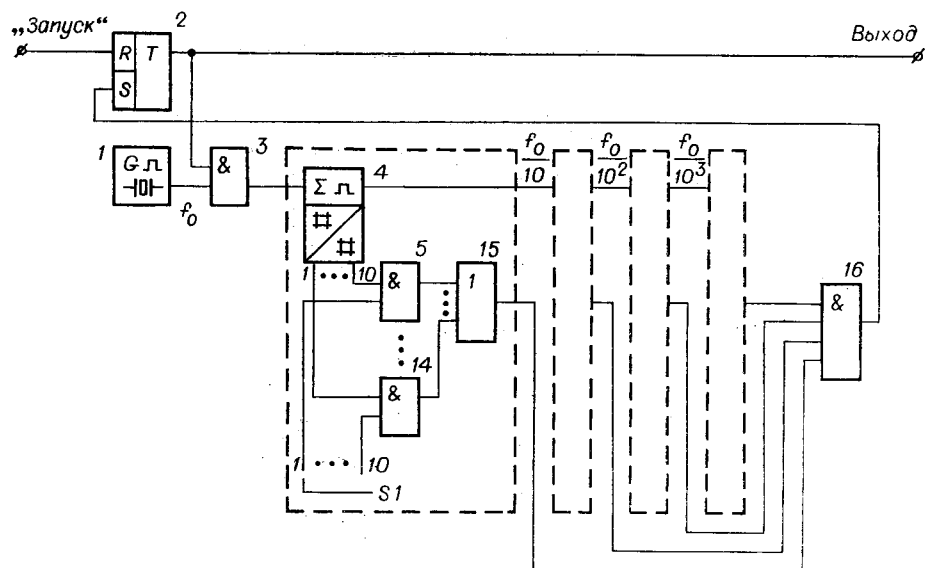 „Запуск“
2
Выход
R T
S
1
G
f₀
&
3
Σ
4
f₀/10
f₀/10²
f₀/10³
1 ••• 10
&
5
1
15
&
14
1 ••• 10
S1
&
16